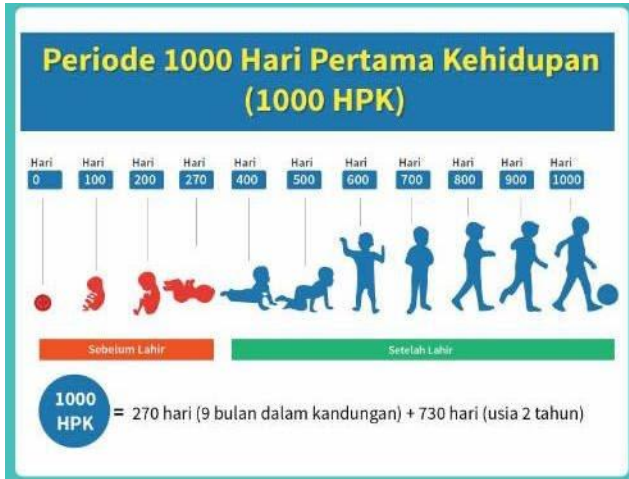 Periode 1000 Hari Pertama Kehidupan
(1000 HPK)
Hari Hari Hari Hari Hari Hari Hari Hari Hari Hari Hari
0 100 200 270 400 500 600 700 800 900 1000
Sebelum Lahir Setelah Lahir
1000
HPK
= 270 hari (9 bulan dalam kandungan) + 730 hari (usia 2 tahun)